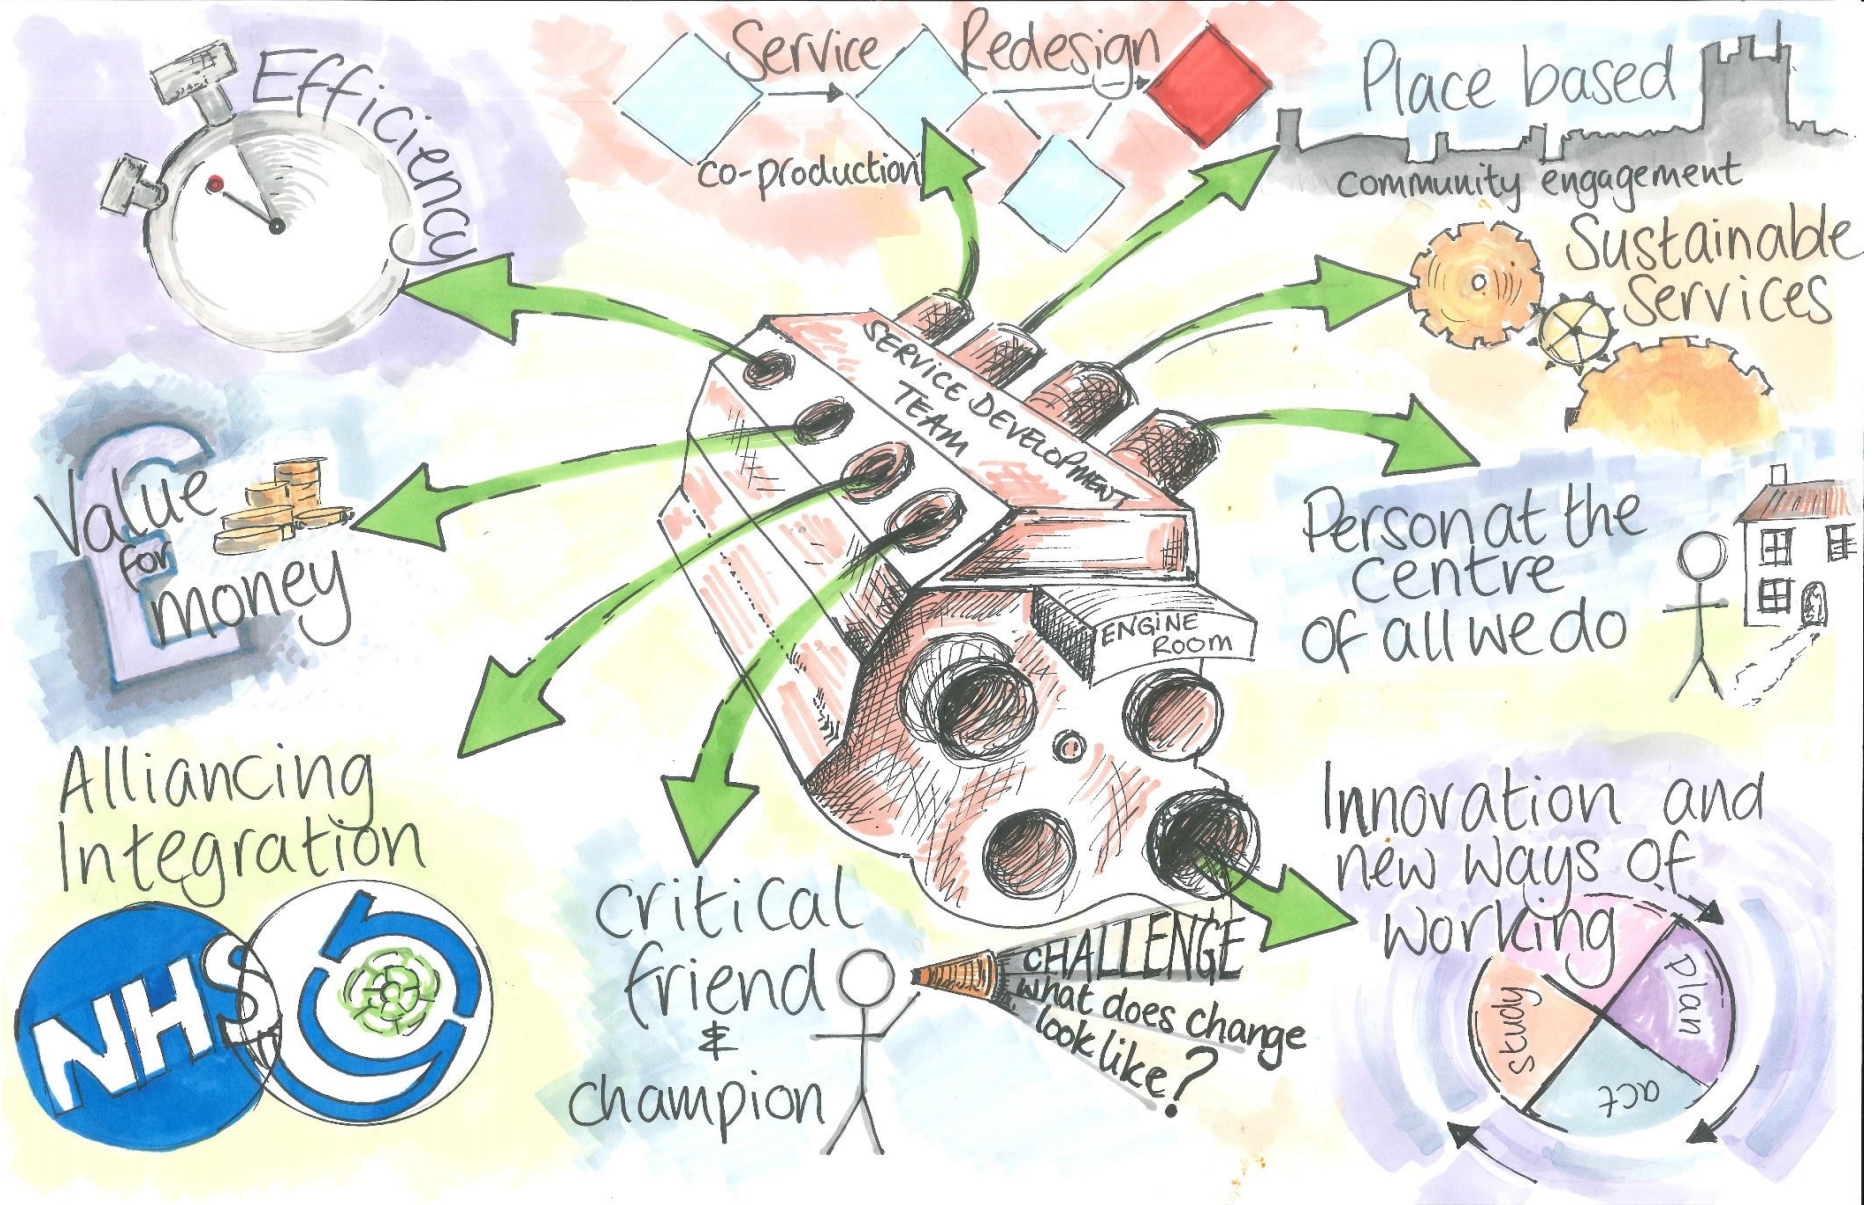 Efficiency
Service Redesign
co-production
Place based
community engagement
Sustainable
Services
SERVICE DEVELOPMENT
TEAM
ENGINE
ROOM
Value
for
money
Person at the
centre
of all we do
Alliancing
Integration
NHS
critical
friend
&
champion
CHALLENGE
what does change
look like?
Innovation and
new ways of
working
Plan
study
act